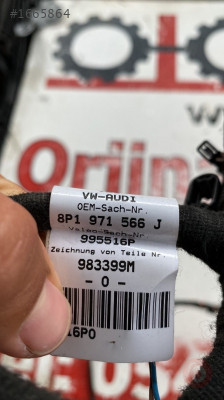 #1665864
VW-AUDI
OEM-Sach-Nr.
8P1 971 566 J
Valeo-Sach-Nr.
995516P
Zeichnung von Teile Nr.
983399M
- 0 -
16P0
Orjin